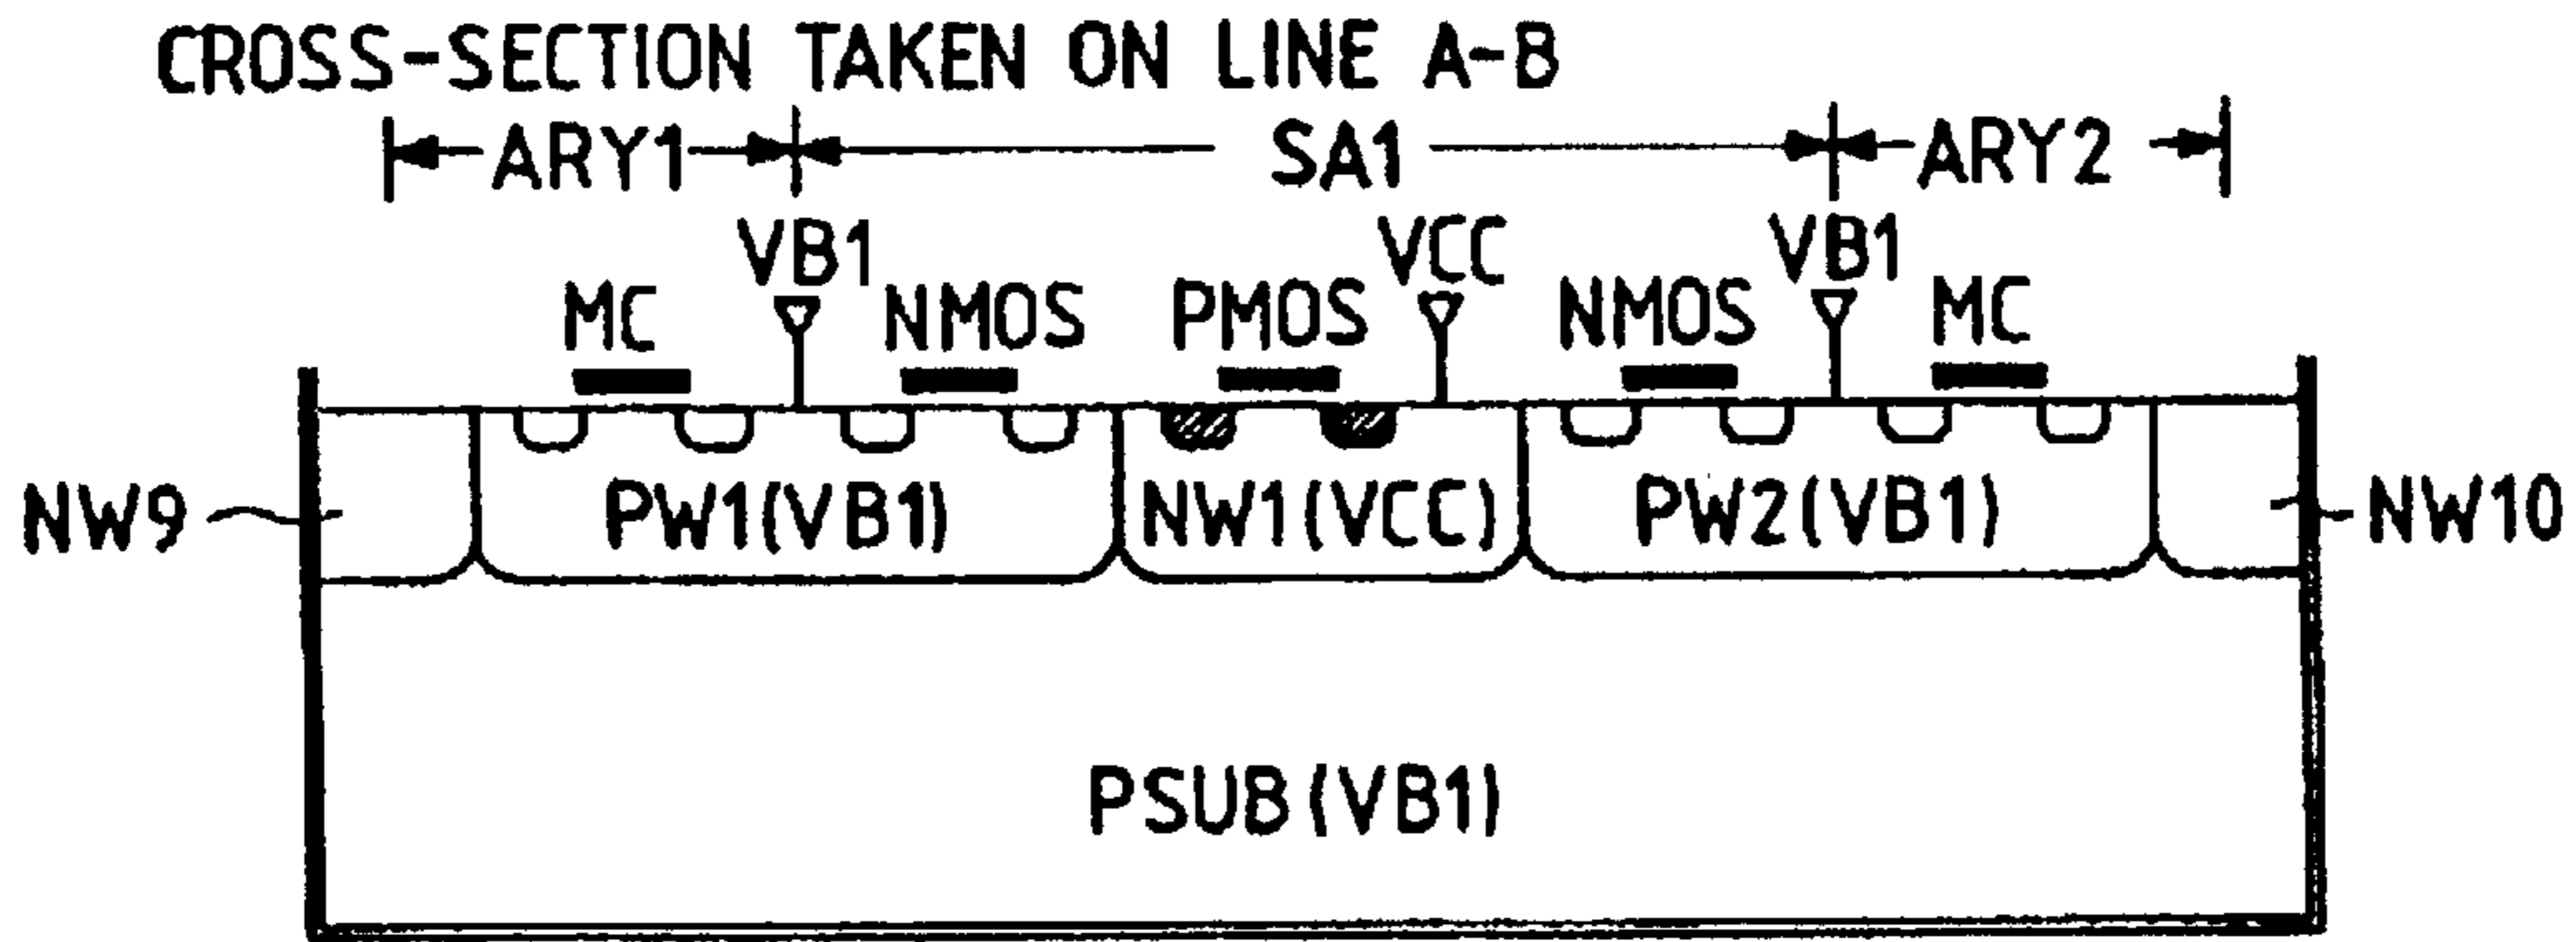 CROSS-SECTION TAKEN ON LINE A-B
ARY1 SA1 ARY2
VB1 VCC VB1
MC NMOS PMOS NMOS MC
NW9 PW1(VB1) NW1(VCC) PW2(VB1) NW10
PSUB(VB1)